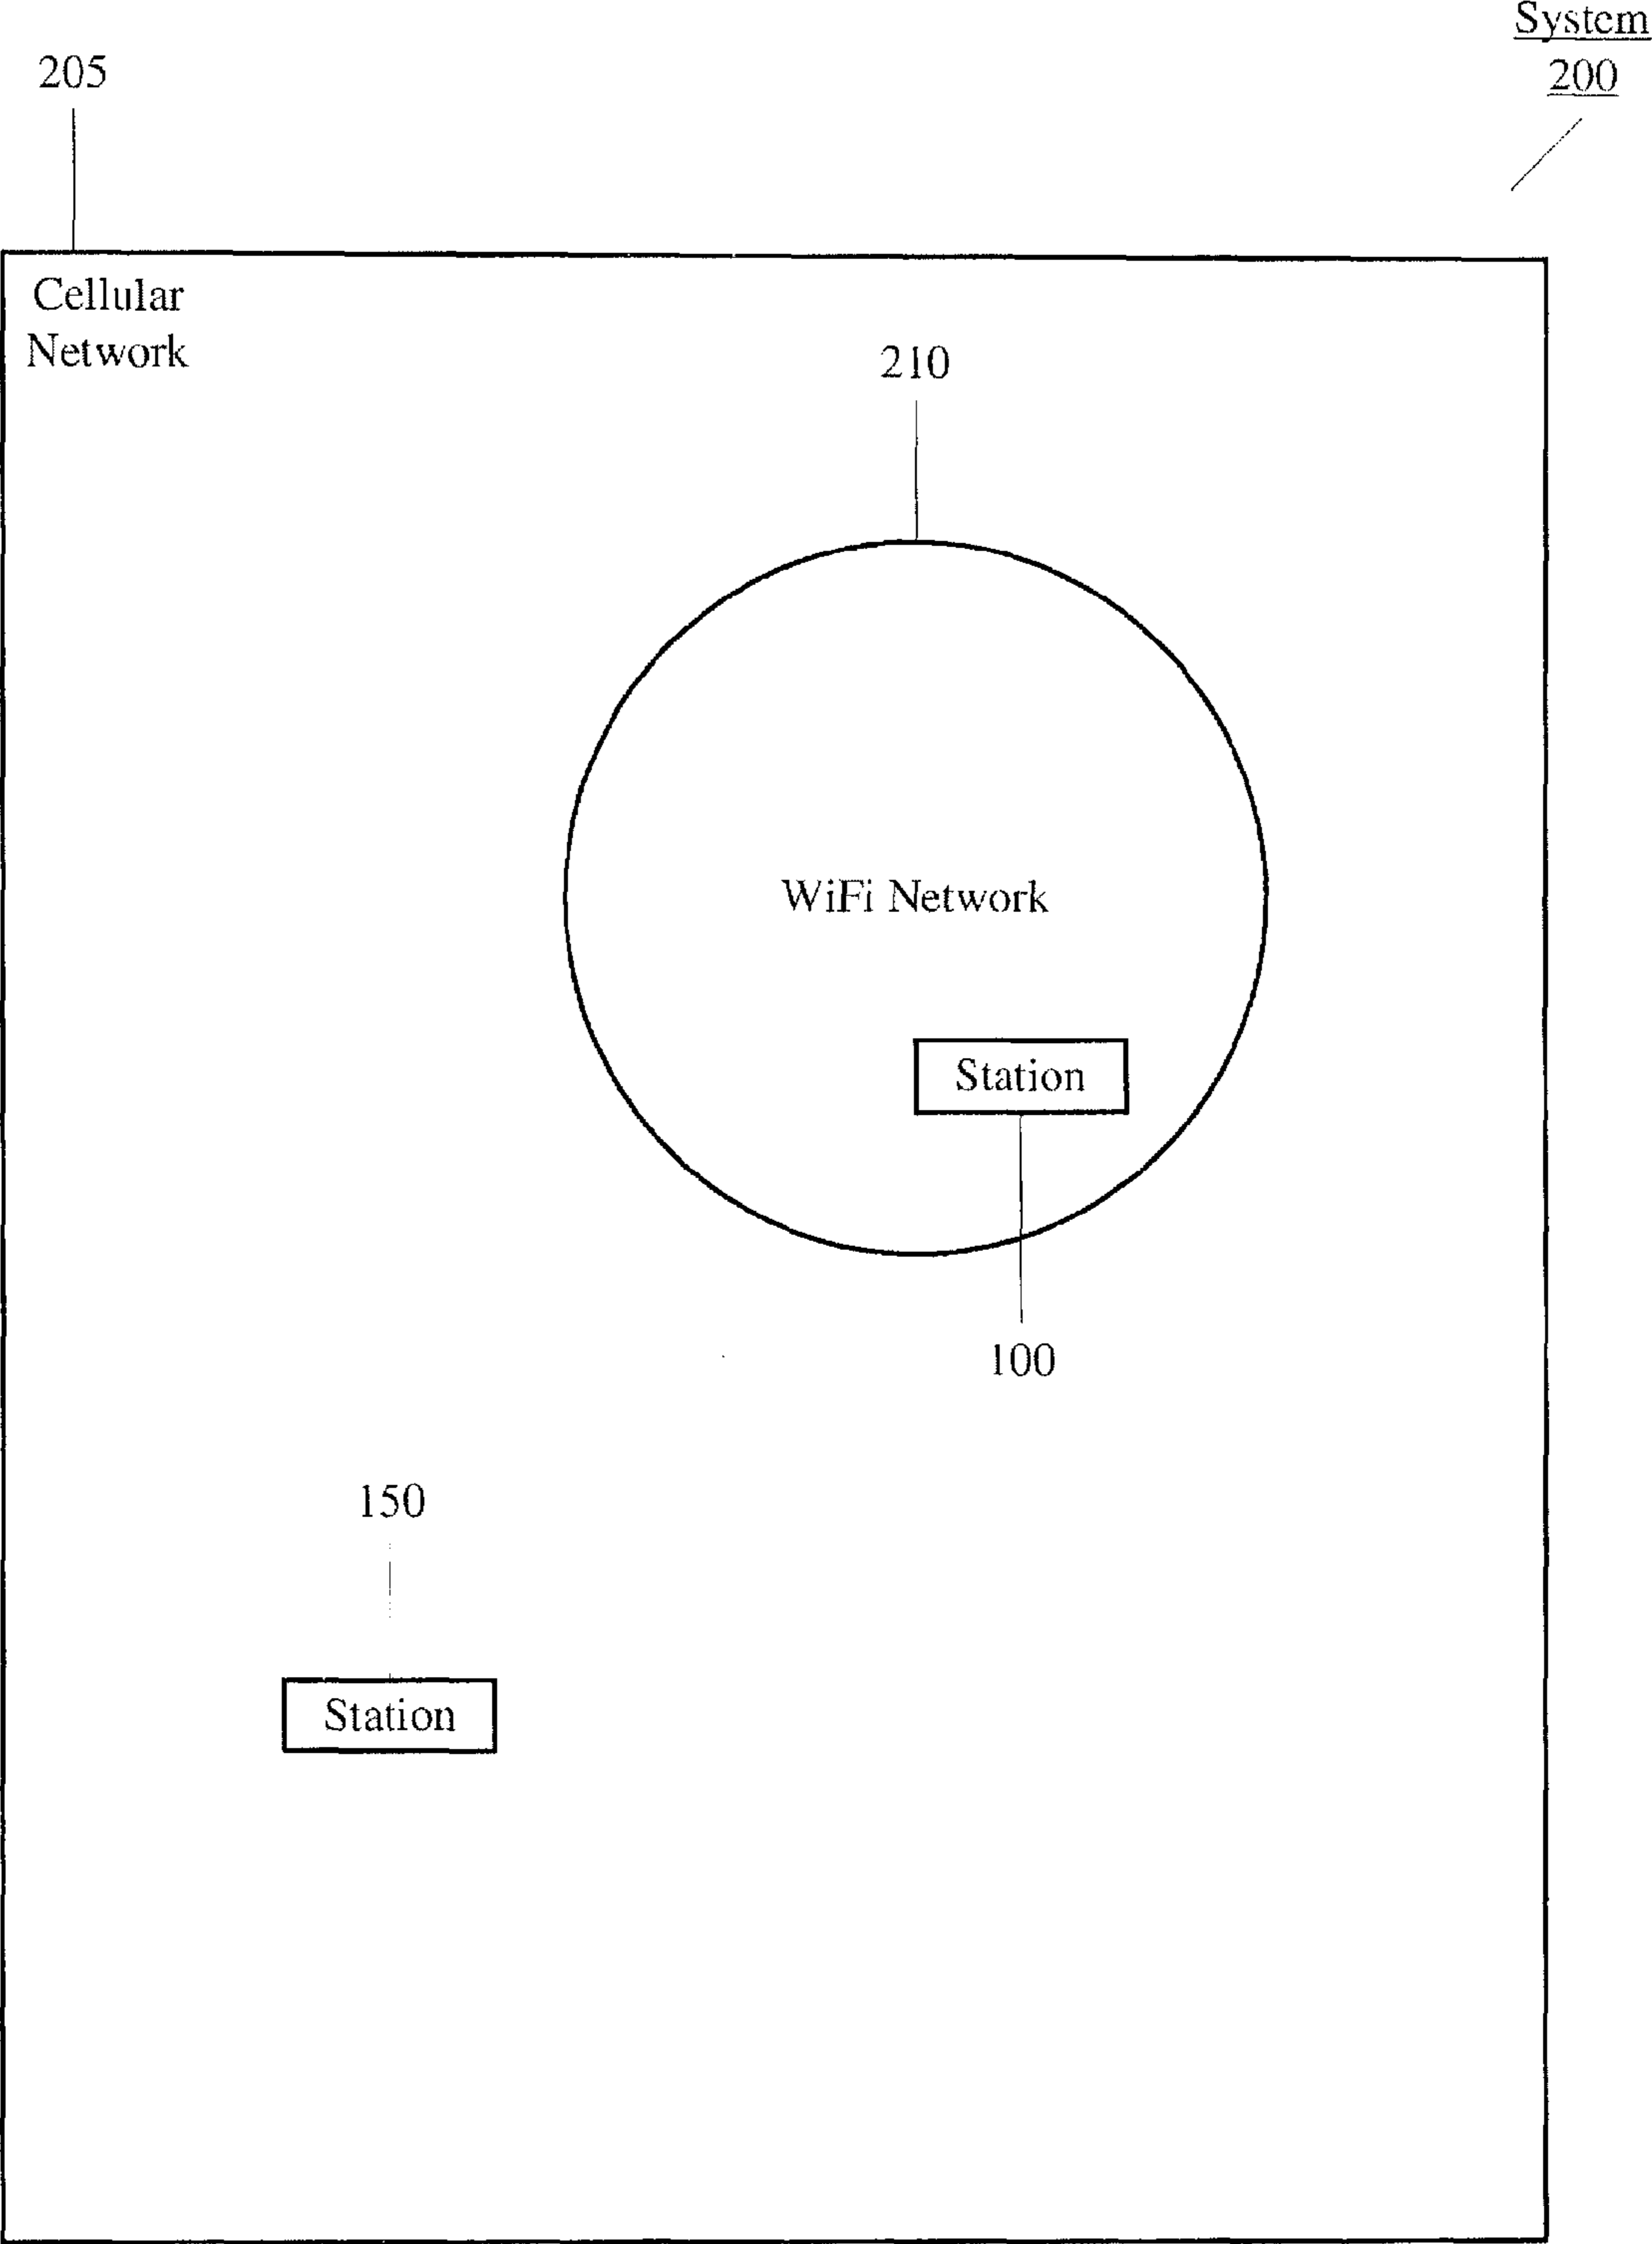 System
200
205
Cellular
Network
210
WiFi Network
Station
100
150
Station